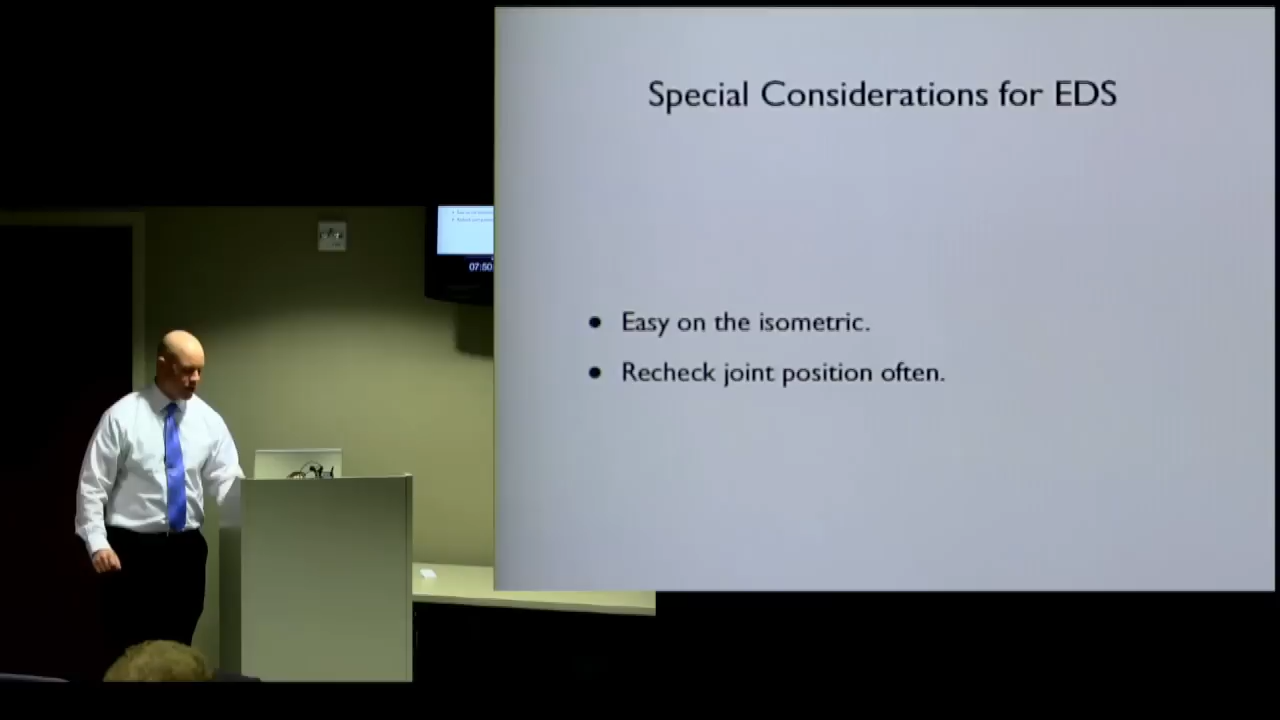 Special Considerations for EDS
• Easy on the isometric.
• Recheck joint position often.
07:50